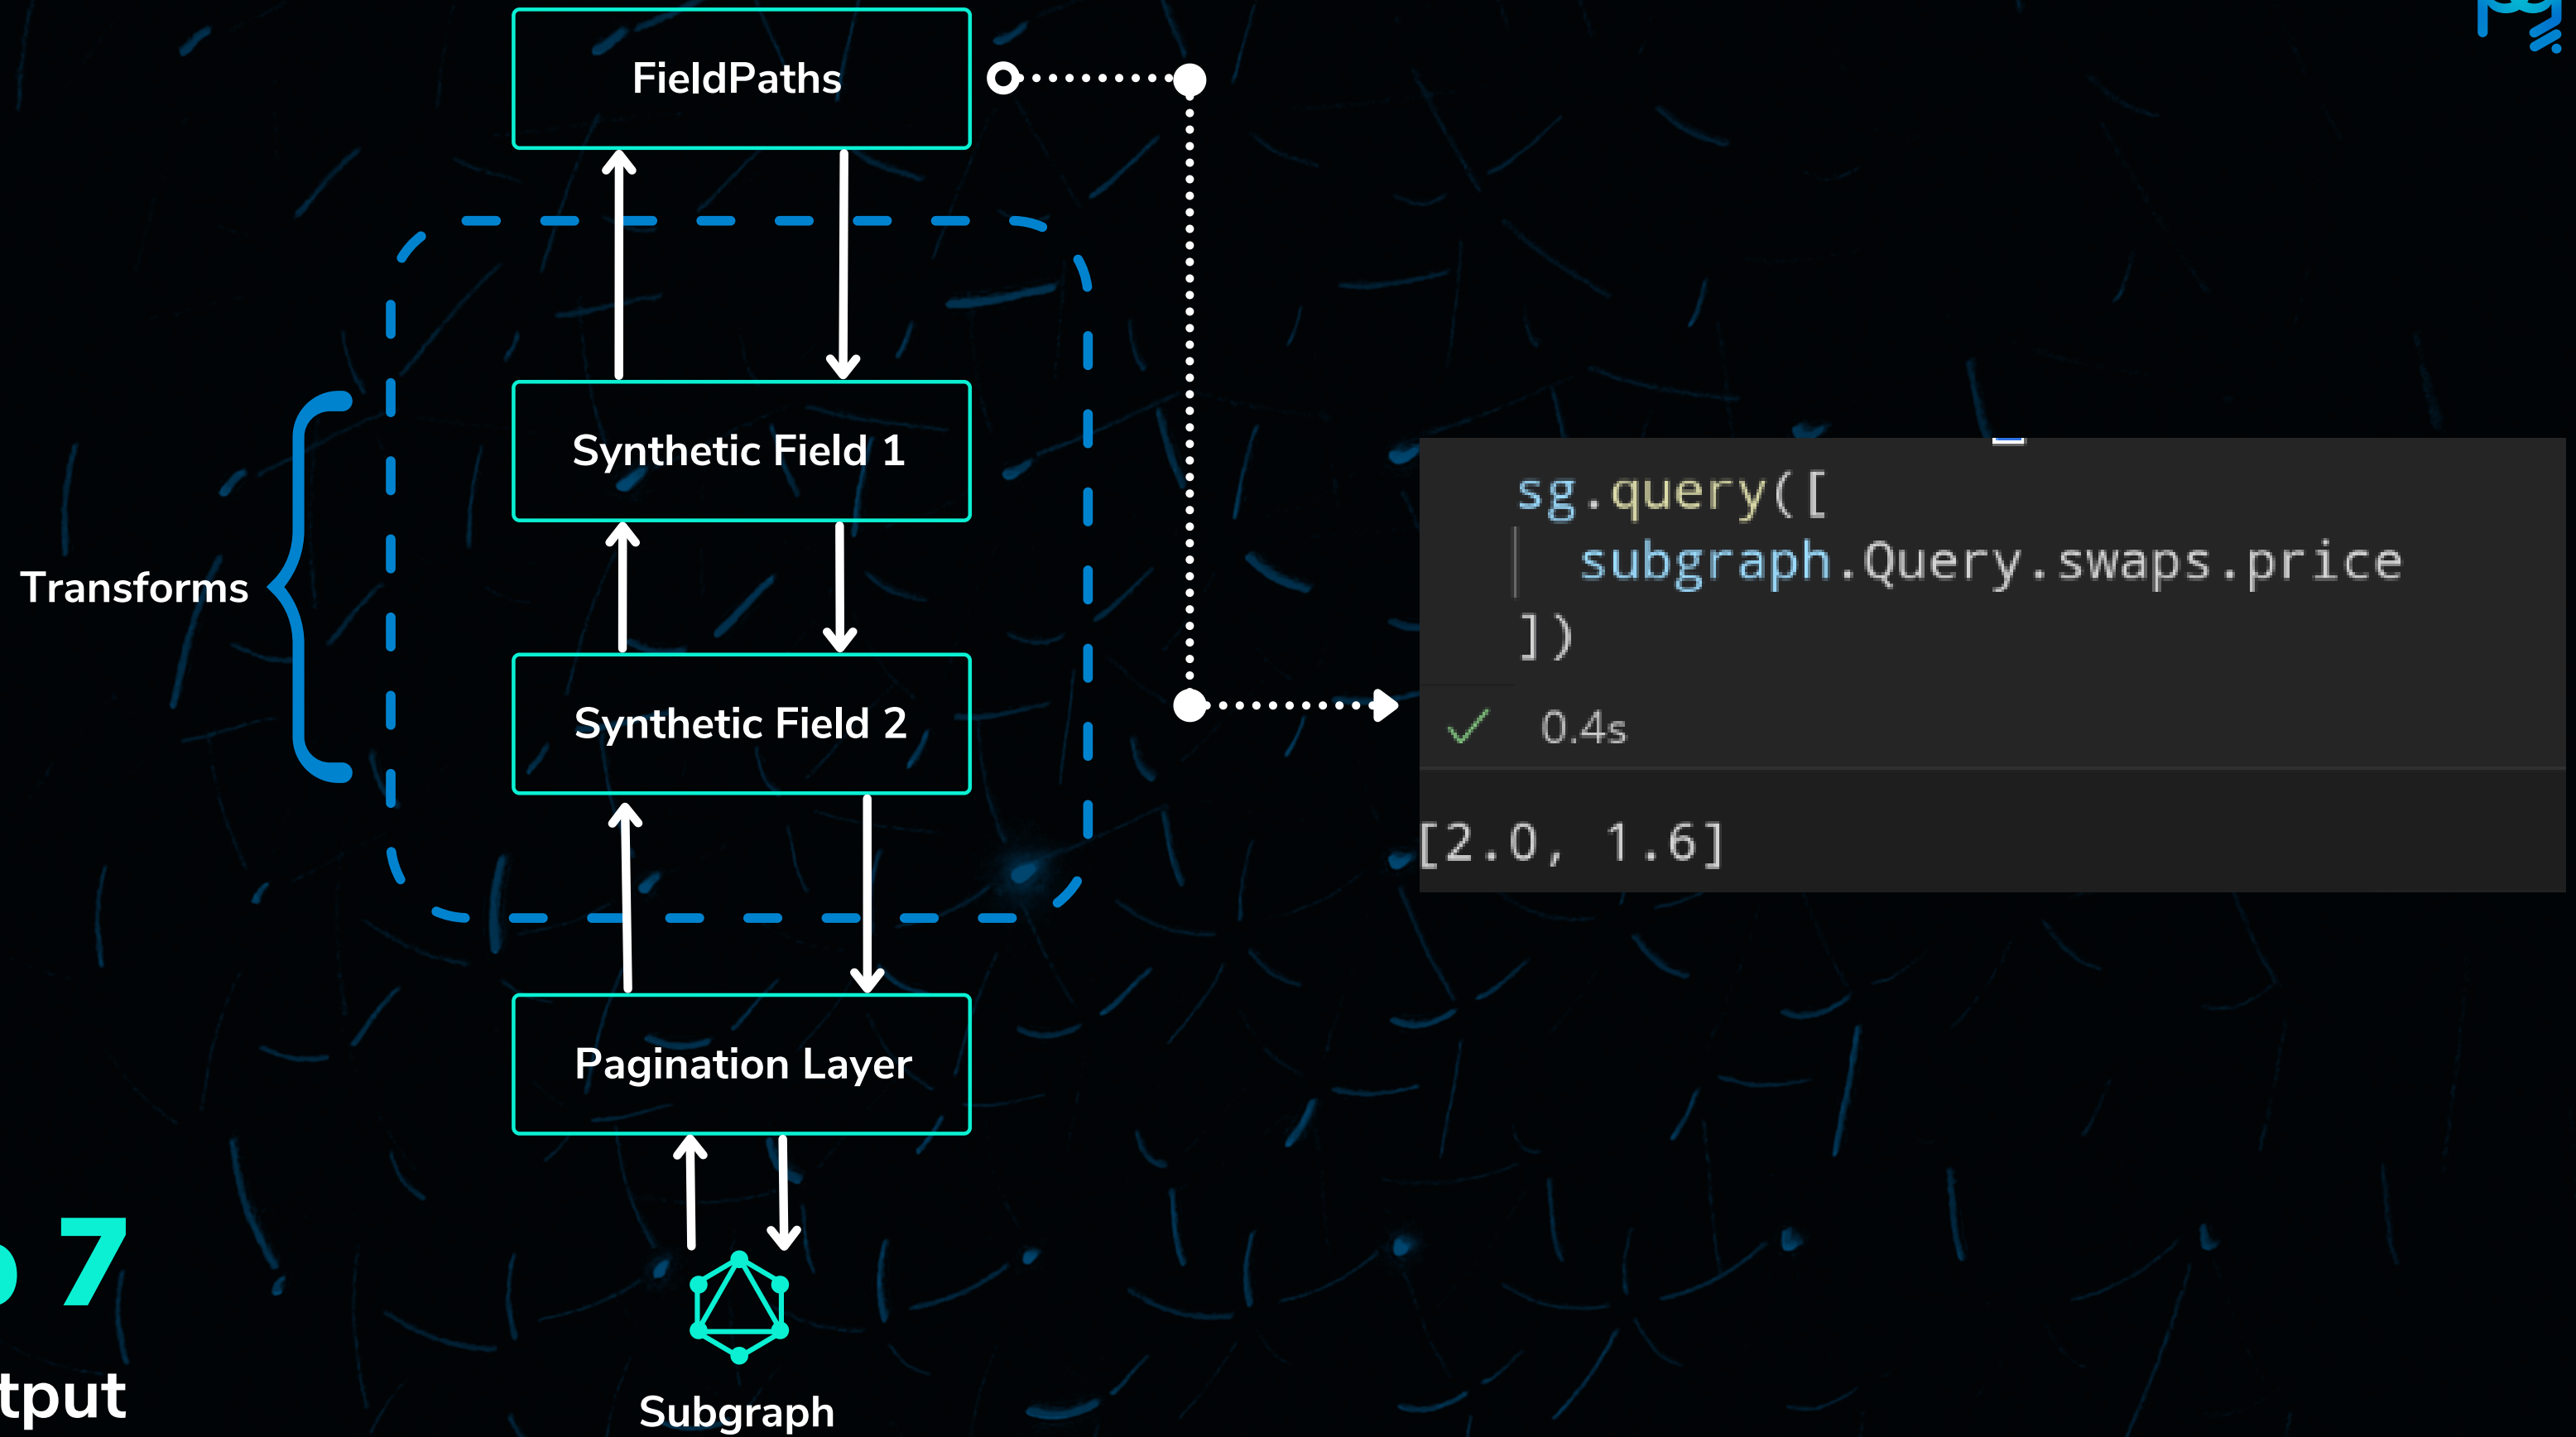 FieldPaths
Synthetic Field 1
Transforms
Synthetic Field 2
Pagination Layer
Subgraph
sg.query([
subgraph.Query.swaps.price
])
0.4s
[2.0, 1.6]
7
tput